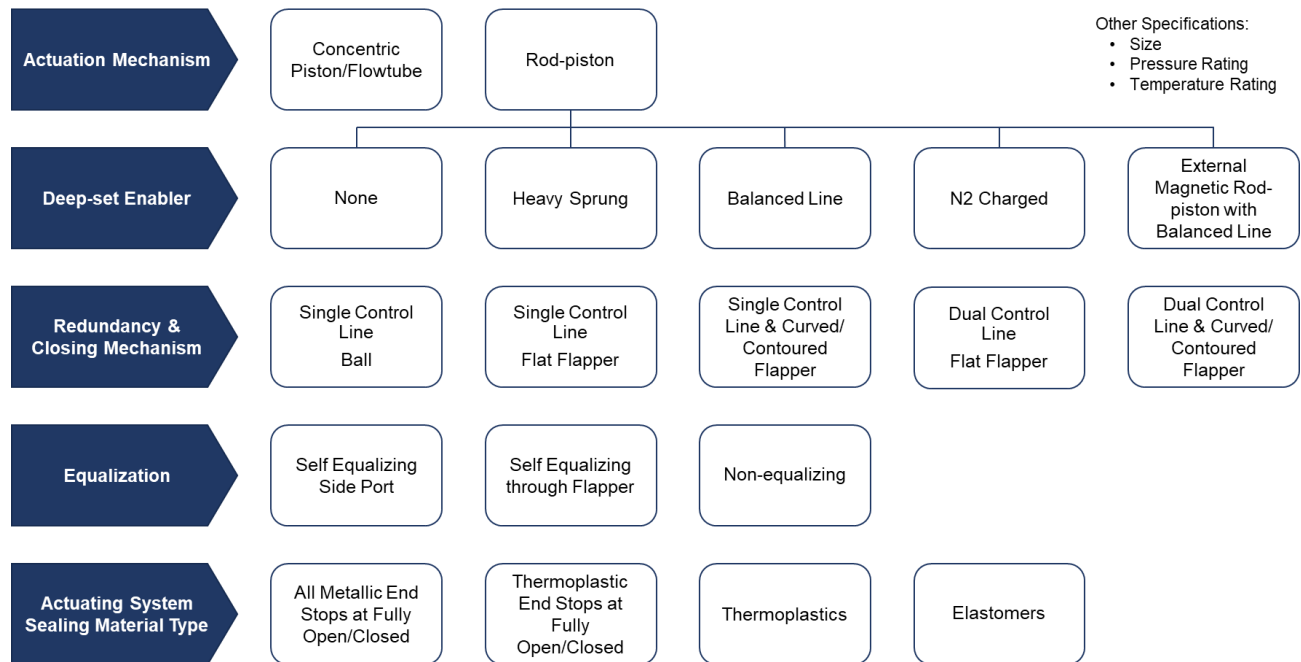 Actuation Mechanism
Concentric
Piston/Flowtube
Rod-piston
Other Specifications:
• Size
• Pressure Rating
• Temperature Rating
Deep-set Enabler
None
Heavy Sprung
Balanced Line
N2 Charged
External
Magnetic Rod-
piston with
Balanced Line
Redundancy &
Closing Mechanism
Single Control
Line
Ball
Single Control
Line
Flat Flapper
Single Control
Line & Curved/
Contoured
Flapper
Dual Control
Line
Flat Flapper
Dual Control
Line & Curved/
Contoured
Flapper
Equalization
Self Equalizing
Side Port
Self Equalizing
through Flapper
Non-equalizing
Actuating System
Sealing Material Type
All Metallic End
Stops at Fully
Open/Closed
Thermoplastic
End Stops at
Fully
Open/Closed
Thermoplastics
Elastomers